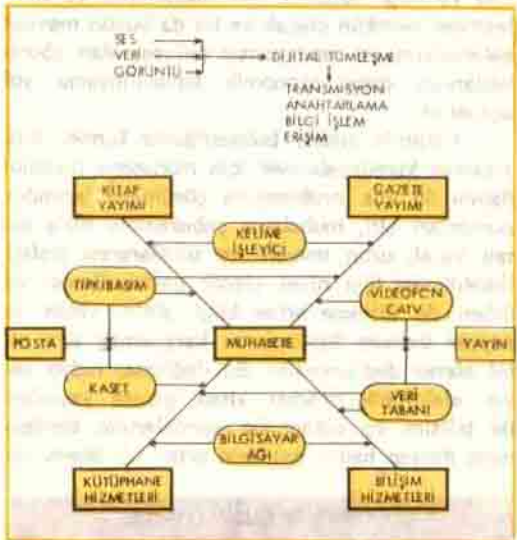 SES
VERİ
GÖRÜNTÜ
DİJİTAL TÜMLEŞME
TRANSMİSYON
ANAHTARLAMA
BİLGİ İŞLEM
ERİŞİM
KİTAP
YAYIMI
GAZETE
YAYIMI
KELİME
İŞLEYİCİ
TIPKIBASIM
VİDEOFON
CATV
POSTA
MUHABERE
YAYIN
KASET
VERİ
TABANI
BİLGİSAYAR
AĞI
KÜTÜPHANE
HİZMETLERİ
BİLİŞİM
HİZMETLERİ